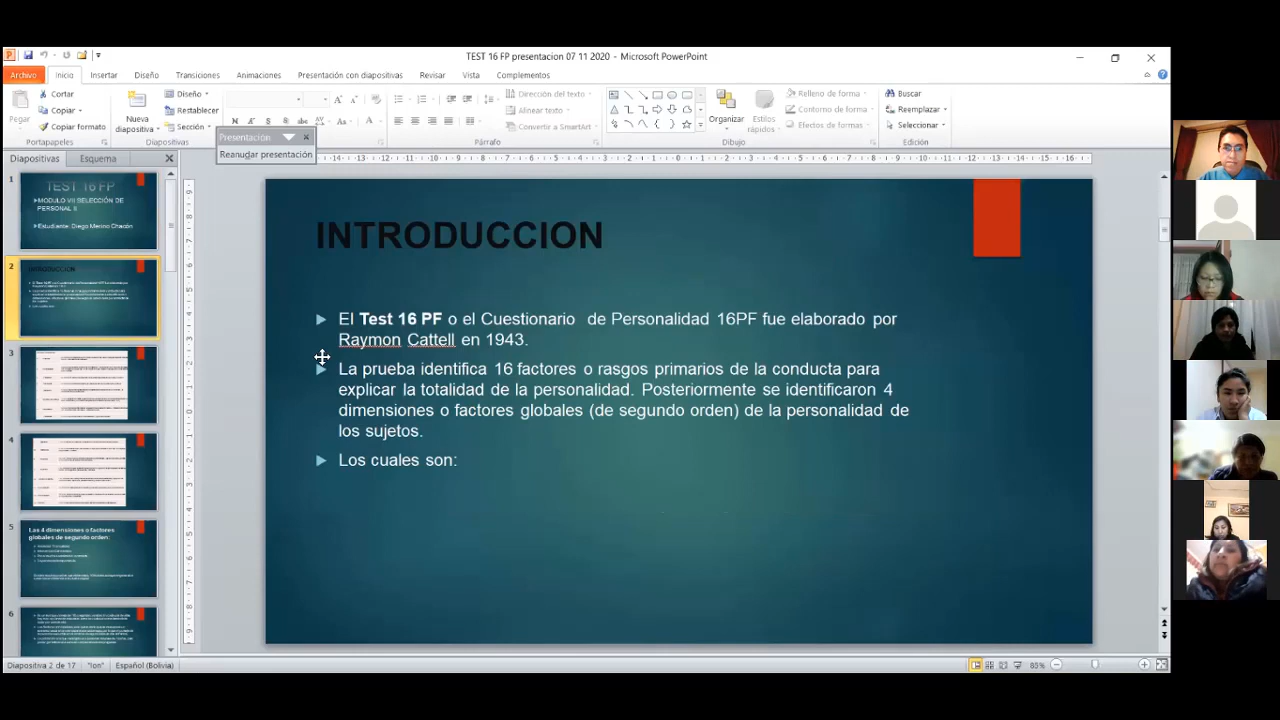 TEST 16 FP presentacion 07 11 2020 - Microsoft PowerPoint
Archivo Inicio Insertar Diseño Transiciones Animaciones Presentación con diapositivas Revisar Vista Complementos
Pegar
Cortar
Copiar
Copiar formato
Portapapeles
Nueva diapositiva
Diseño
Restablecer
Sección
Diapositivas
Dirección del texto
Alinear texto
Convertir a SmartArt
Párrafo
Organizar
Estilos rápidos
Relleno de forma
Contorno de forma
Efectos de formas
Dibujo
Buscar
Reemplazar
Seleccionar
Edición
Presentación
Reanudar presentación
Diapositivas Esquema
1
TEST 16 FP
MODULO VII SELECCIÓN DE
PERSONAL II
Estudiante: Diego Merino Chacón
2
INTRODUCCION
3
4
5
Las 4 dimensiones o factores
globales de segundo orden:
6
INTRODUCCION
El Test 16 PF o el Cuestionario de Personalidad 16PF fue elaborado por
Raymon Cattell en 1943.
La prueba identifica 16 factores o rasgos primarios de la conducta para
explicar la totalidad de la personalidad. Posteriormente se identificaron 4
dimensiones o factores globales (de segundo orden) de la personalidad de
los sujetos.
Los cuales son:
Diapositiva 2 de 17 "Ion" Español (Bolivia) 85%